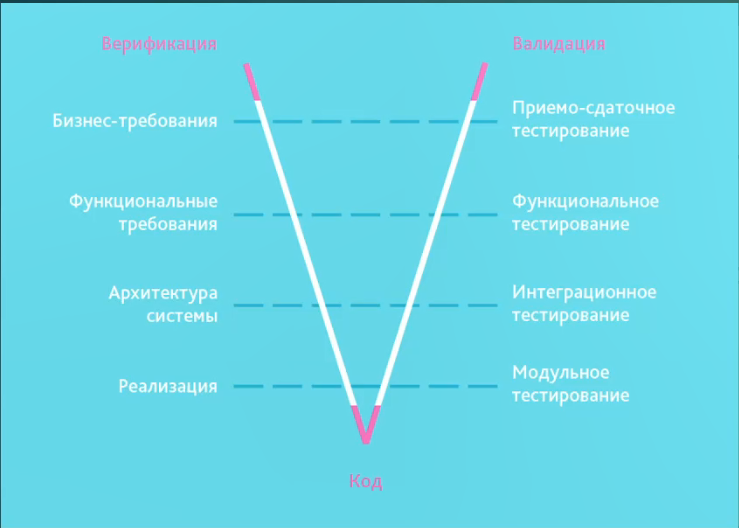 Верификация
Валидация
Бизнес-требования
Приемо-сдаточное
тестирование
Функциональные
требования
Функциональное
тестирование
Архитектура
системы
Интеграционное
тестирование
Реализация
Модульное
тестирование
Код